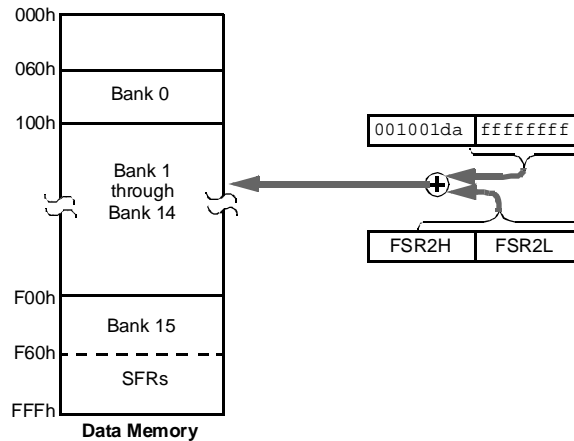 000h
060h
Bank 0
100h
001001da ffffffff
Bank 1
through
Bank 14
FSR2H FSR2L
F00h
Bank 15
F60h
SFRs
FFFh
Data Memory